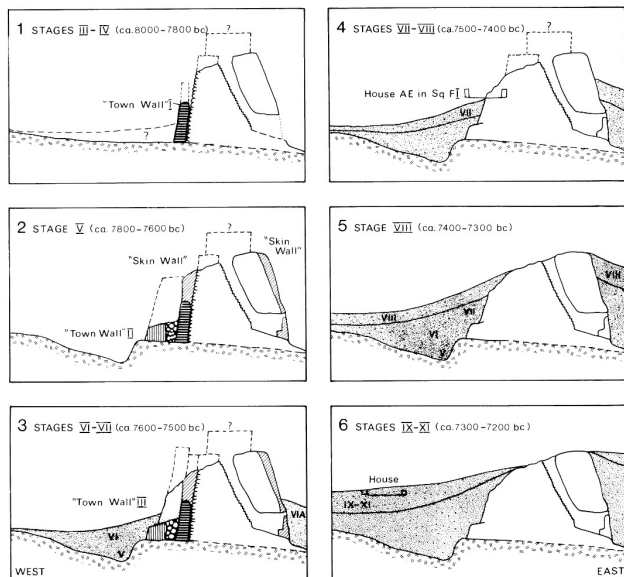 1 STAGES III-IV (ca. 8000-7800 bc)
?
"Town Wall" I
?
2 STAGE V (ca. 7800-7600 bc)
?
"Skin Wall"
"Skin
Wall"
"Town Wall" II
3 STAGES VI-VII (ca. 7600-7500 bc)
?
"Town Wall" III
VI
V
VIA
WEST
4 STAGES VII-VIII (ca. 7500-7400 bc)
?
House AE in Sq FI
VII
5 STAGE VIII (ca. 7400-7300 bc)
VIII
VII
VI
V
VIII
6 STAGES IX-XI (ca. 7300-7200 bc)
House
IX-XI
EAST